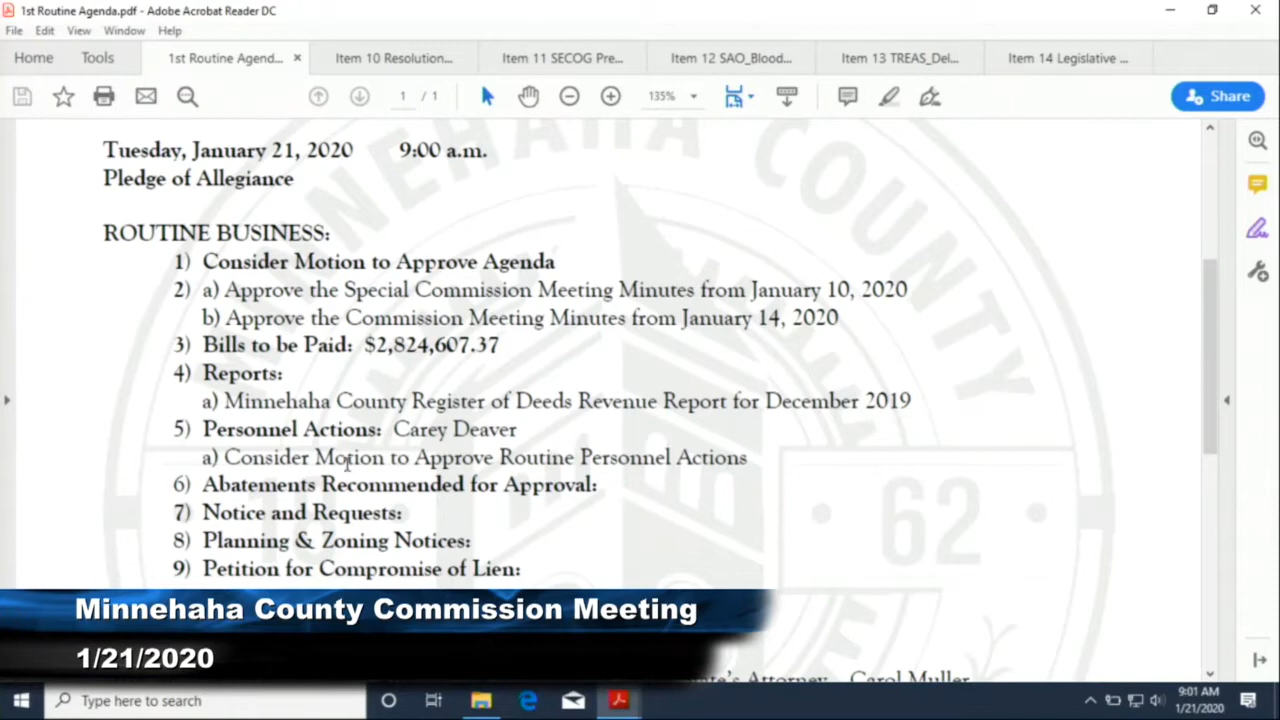 1st Routine Agenda.pdf - Adobe Acrobat Reader DC
File Edit View Window Help
Home Tools 1st Routine Agend... × Item 10 Resolution... Item 11 SECOG Pre... Item 12 SAO_Blood... Item 13 TREAS_Del... Item 14 Legislative ...
1 / 1 135% Share
MINNEHAHA COUNTY
Tuesday, January 21, 2020 9:00 a.m.
Pledge of Allegiance
ROUTINE BUSINESS:
1) Consider Motion to Approve Agenda
2) a) Approve the Special Commission Meeting Minutes from January 10, 2020
b) Approve the Commission Meeting Minutes from January 14, 2020
3) Bills to be Paid: $2,824,607.37
4) Reports:
a) Minnehaha County Register of Deeds Revenue Report for December 2019
5) Personnel Actions: Carey Deaver
a) Consider Motion to Approve Routine Personnel Actions
6) Abatements Recommended for Approval:
7) Notice and Requests:
8) Planning & Zoning Notices:
9) Petition for Compromise of Lien:
18 62
Minnehaha County Commission Meeting
1/21/2020
Attorney – Carol Muller
Type here to search
9:01 AM
1/21/2020